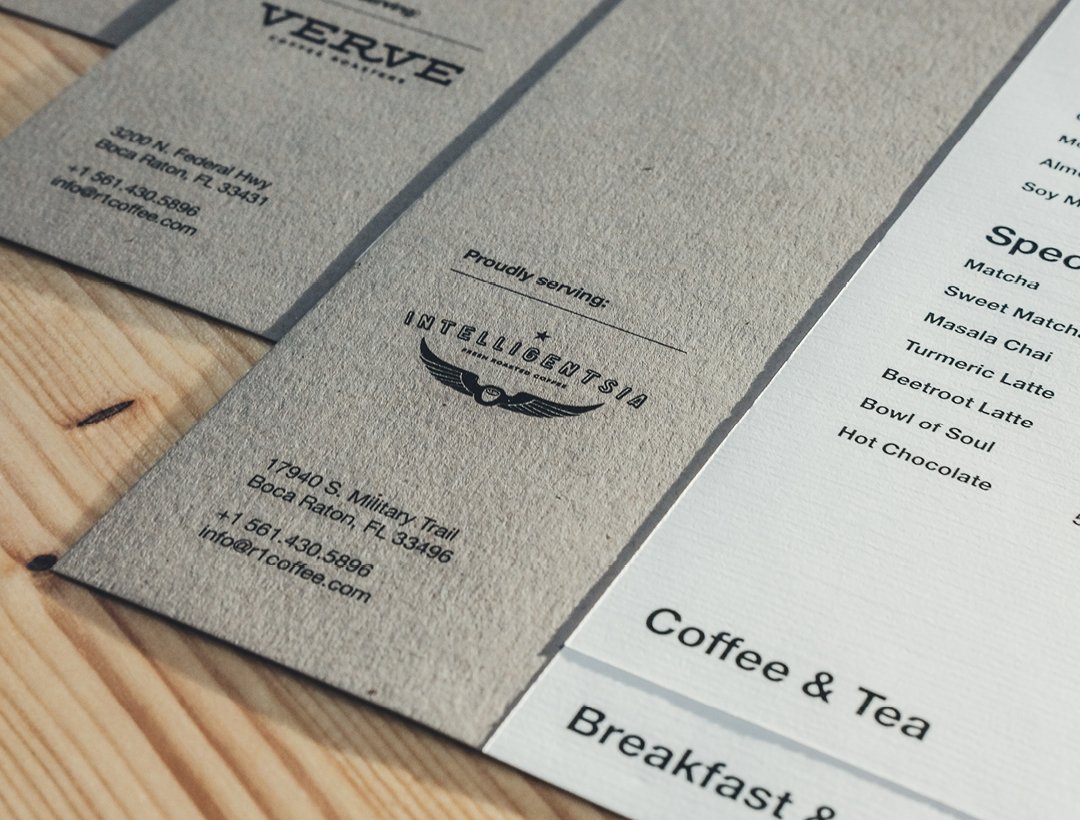 serving:
VERVE
COFFEE ROASTERS
3200 N. Federal Hwy
Boca Raton, FL 33431
+1 561.430.5896
info@r1coffee.com
Proudly serving:
INTELLIGENTSIA
FRESH ROASTED COFFEE
17940 S. Military Trail
Boca Raton, FL 33496
+1 561.430.5896
info@r1coffee.com
Soy M
Spec
Matcha
Sweet Matcha
Masala Chai
Turmeric Latte
Beetroot Latte
Bowl of Soul
Hot Chocolate
Coffee & Tea
Breakfast &